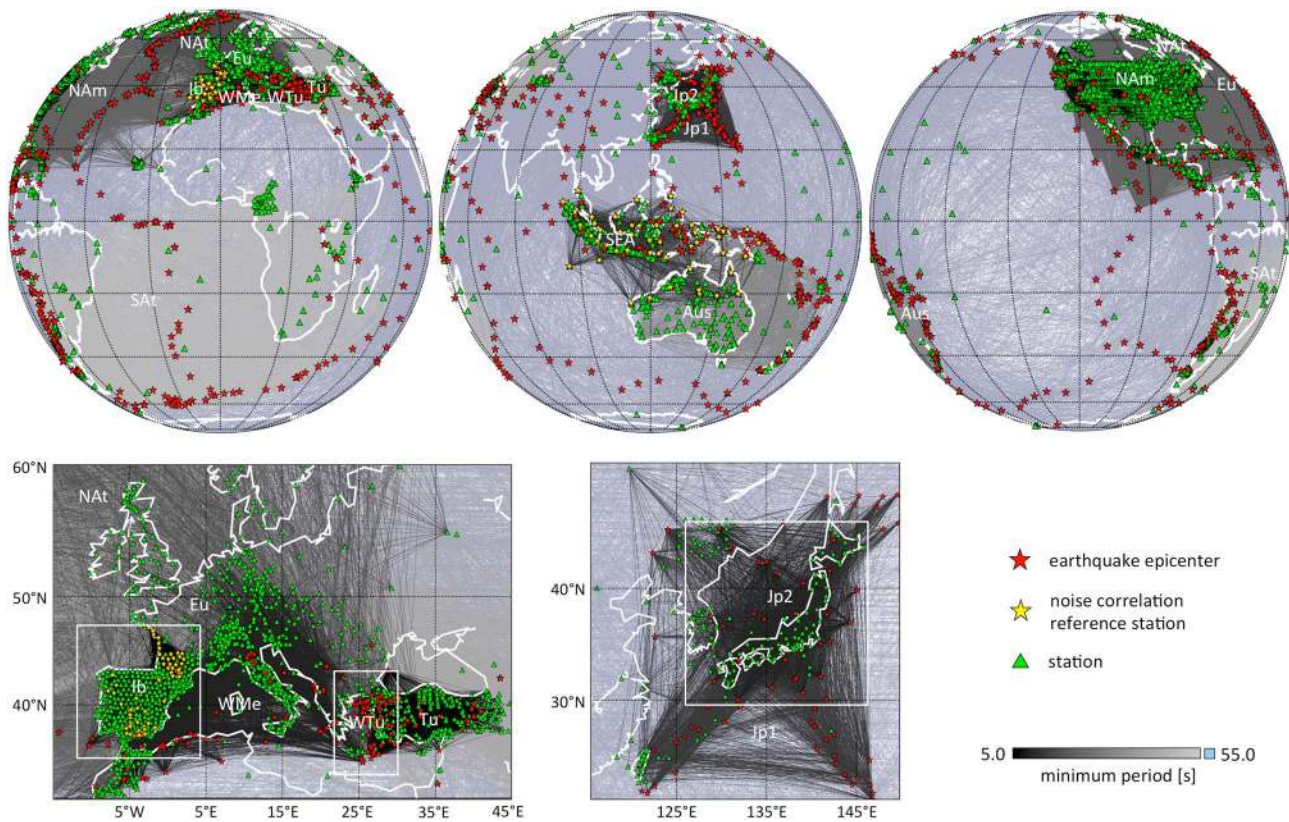 NAt
NAm
Eu
Ib
WMe
WTu
Tu
SAt
Jp2
Jp1
SEA
Aus
NAt
NAm
Eu
SAt
Aus
60°N
50°N
40°N
NAt
Eu
Ib
WMe
WTu
Tu
5°W
5°E
15°E
25°E
35°E
45°E
40°N
30°N
Jp2
Jp1
125°E
135°E
145°E
earthquake epicenter
noise correlation
reference station
station
5.0
55.0
minimum period [s]